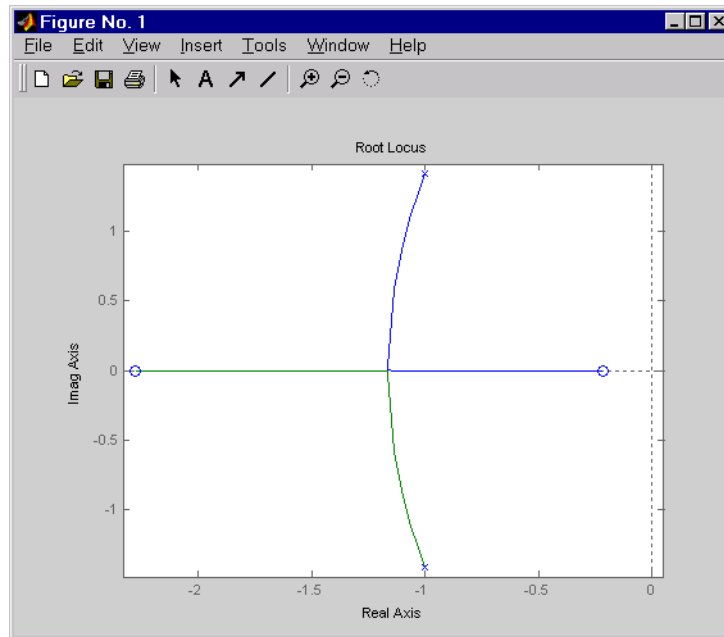 Figure No. 1
File Edit View Insert Tools Window Help
A
Root Locus
1
0.5
0
-0.5
-1
Imag Axis
-2 -1.5 -1 -0.5 0
Real Axis